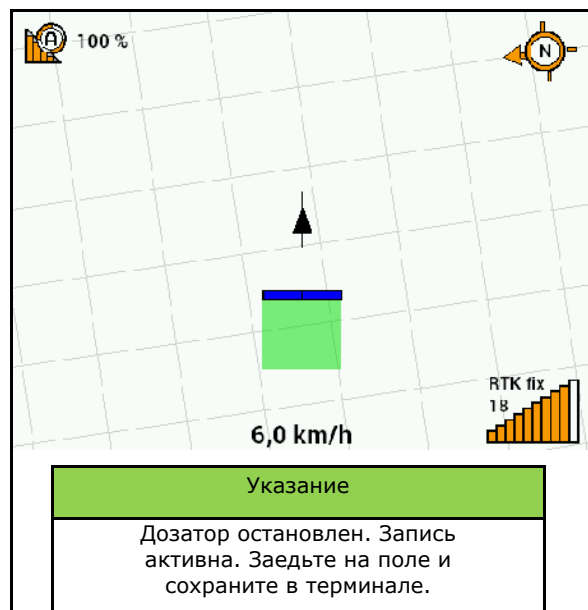 A 100 %
N
RTK fix
18
6,0 km/h
Указание
Дозатор остановлен. Запись
активна. Заедьте на поле и
сохраните в терминале.